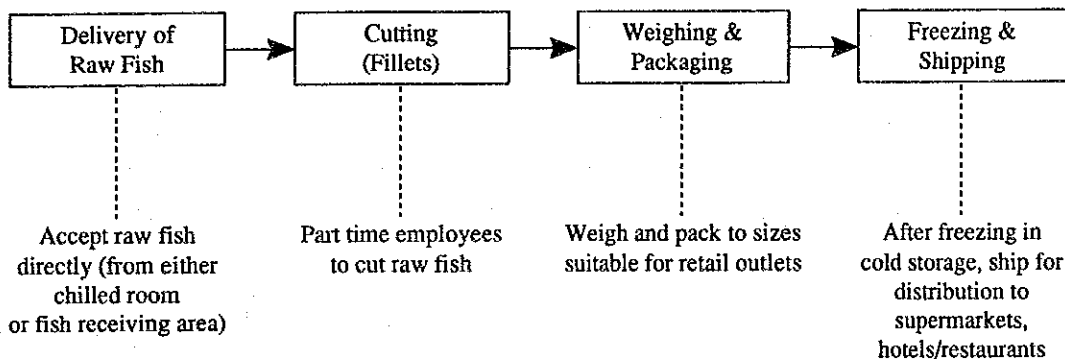 Delivery of
Raw Fish
Cutting
(Fillets)
Weighing &
Packaging
Freezing &
Shipping
Accept raw fish
directly (from either
chilled room
or fish receiving area)
Part time employees
to cut raw fish
Weigh and pack to sizes
suitable for retail outlets
After freezing in
cold storage, ship for
distribution to
supermarkets,
hotels/restaurants